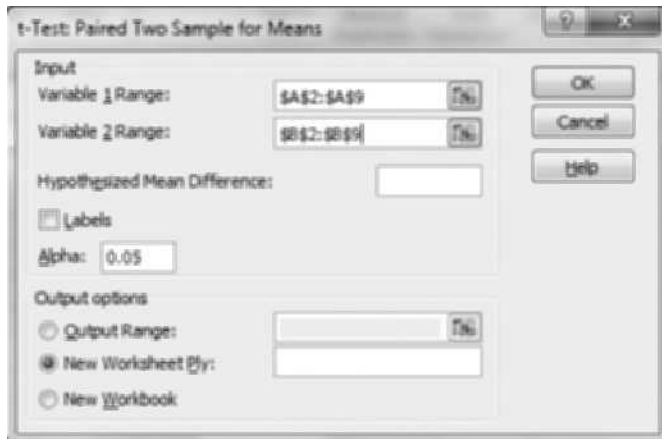 t-Test: Paired Two Sample for Means
Input
Variable 1 Range:
$A$2:$A$9
OK
Variable 2 Range:
$B$2:$B$9
Cancel
Hypothesized Mean Difference:
Help
Labels
Alpha: 0.05
Output options
Output Range:
New Worksheet Ply:
New Workbook